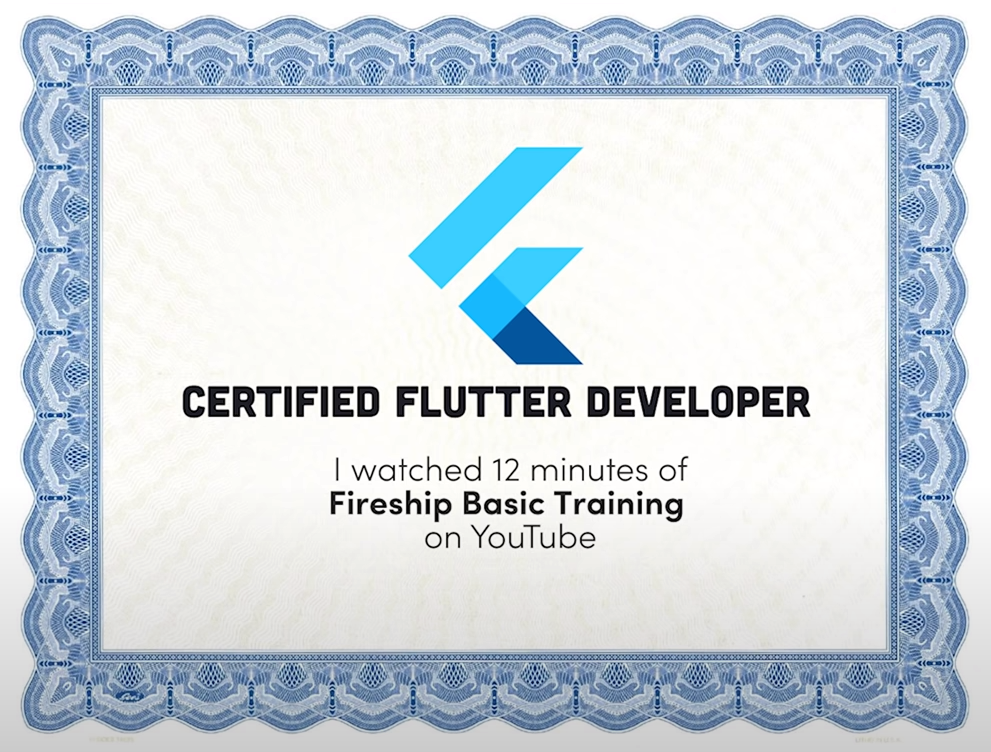 CERTIFIED FLUTTER DEVELOPER
I watched 12 minutes of
Fireship Basic Training
on YouTube